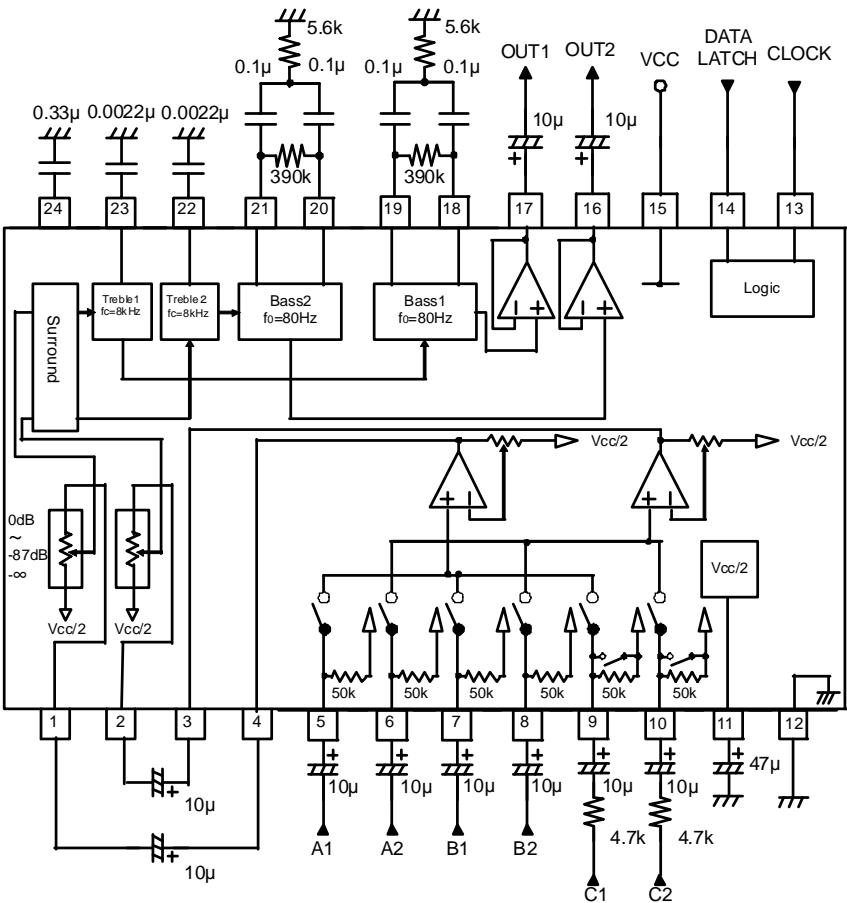 5.6k 5.6k
OUT1 OUT2 VCC DATA LATCH CLOCK
0.1µ 0.1µ 0.1µ 0.1µ
0.33µ 0.0022µ 0.0022µ 10µ 10µ
+ +
390k 390k
24 23 22 21 20 19 18 17 16 15 14 13
Surround
Treble1
fc=8kHz
Treble2
fc=8kHz
Bass2
f0=80Hz
Bass1
f0=80Hz
Logic
Vcc/2 Vcc/2
0dB
~
-87dB
-∞
Vcc/2 Vcc/2
Vcc/2
50k 50k 50k 50k 50k 50k
1 2 3 4 5 6 7 8 9 10 11 12
+ + + + + + +
10µ 10µ 10µ 10µ 10µ 10µ 47µ
+
10µ
+
10µ
4.7k 4.7k
A1 A2 B1 B2
C1 C2